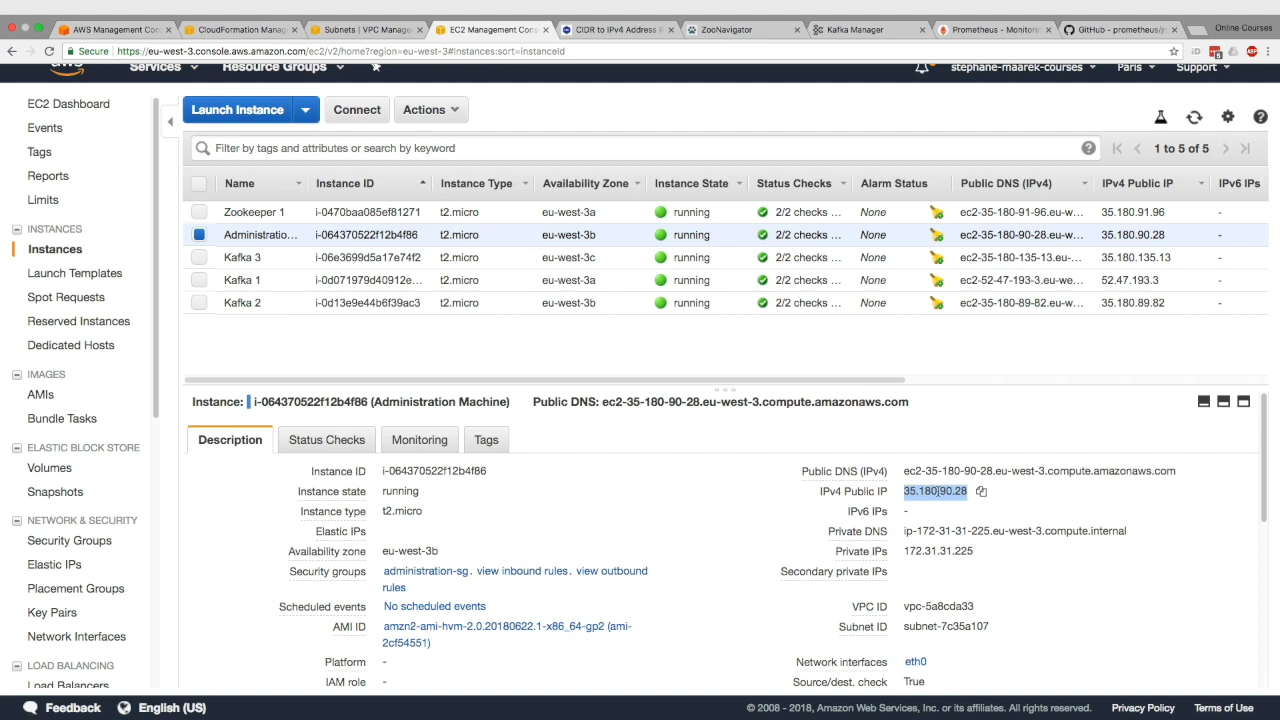 AWS Management Con
CloudFormation Manag
Subnets | VPC Manage
EC2 Management Cons
CIDR to IPv4 Address R
ZooNavigator
Kafka Manager
Prometheus - Monitori
GitHub - prometheus/j
Online Courses
Secure | https://eu-west-3.console.aws.amazon.com/ec2/v2/home?region=eu-west-3#Instances:sort=instanceId
aws Services Resource Groups stephane-maarek-courses Paris Support
EC2 Dashboard
Events
Tags
Reports
Limits
INSTANCES
Instances
Launch Templates
Spot Requests
Reserved Instances
Dedicated Hosts
IMAGES
AMIs
Bundle Tasks
ELASTIC BLOCK STORE
Volumes
Snapshots
NETWORK & SECURITY
Security Groups
Elastic IPs
Placement Groups
Key Pairs
Network Interfaces
LOAD BALANCING
Load Balancers
Launch Instance Connect Actions
Filter by tags and attributes or search by keyword 1 to 5 of 5
Name Instance ID Instance Type Availability Zone Instance State Status Checks Alarm Status Public DNS (IPv4) IPv4 Public IP IPv6 IPs
Zookeeper 1 i-0470baa085ef81271 t2.micro eu-west-3a running 2/2 checks ... None ec2-35-180-91-96.eu-w... 35.180.91.96 -
Administratio... i-064370522f12b4f86 t2.micro eu-west-3b running 2/2 checks ... None ec2-35-180-90-28.eu-w... 35.180.90.28 -
Kafka 3 i-06e3699d5a17e74f2 t2.micro eu-west-3c running 2/2 checks ... None ec2-35-180-135-13.eu-... 35.180.135.13 -
Kafka 1 i-0d071979d40912e... t2.micro eu-west-3a running 2/2 checks ... None ec2-52-47-193-3.eu-we... 52.47.193.3 -
Kafka 2 i-0d13e9e44b6f39ac3 t2.micro eu-west-3b running 2/2 checks ... None ec2-35-180-89-82.eu-w... 35.180.89.82 -
Instance: i-064370522f12b4f86 (Administration Machine) Public DNS: ec2-35-180-90-28.eu-west-3.compute.amazonaws.com
Description Status Checks Monitoring Tags
Instance ID i-064370522f12b4f86
Instance state running
Instance type t2.micro
Elastic IPs
Availability zone eu-west-3b
Security groups administration-sg. view inbound rules. view outbound
rules
Scheduled events No scheduled events
AMI ID amzn2-ami-hvm-2.0.20180622.1-x86_64-gp2 (ami-
2cf54551)
Platform -
IAM role -
Public DNS (IPv4) ec2-35-180-90-28.eu-west-3.compute.amazonaws.com
IPv4 Public IP 35.180.90.28
IPv6 IPs -
Private DNS ip-172-31-31-225.eu-west-3.compute.internal
Private IPs 172.31.31.225
Secondary private IPs
VPC ID vpc-5a8cda33
Subnet ID subnet-7c35a107
Network interfaces eth0
Source/dest. check True
Feedback English (US) © 2008 - 2018, Amazon Web Services, Inc. or its affiliates. All rights reserved. Privacy Policy Terms of Use